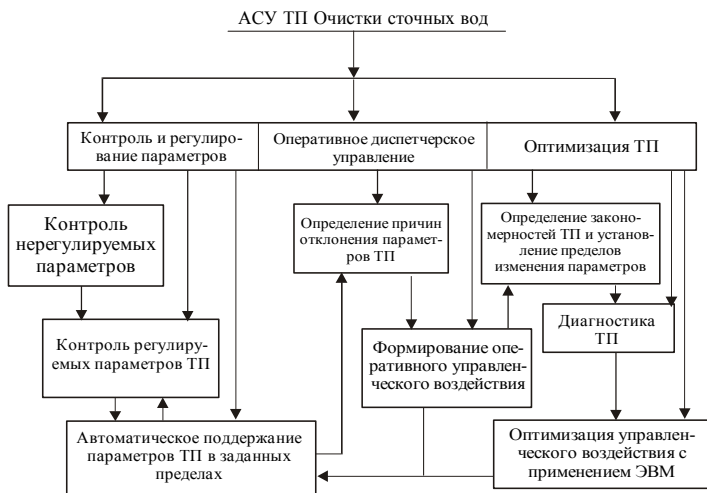 АСУ ТП Очистки сточных вод
Контроль и регулиро-
вание параметров
Оперативное диспетчерское
управление
Оптимизация ТП
Контроль
нерегулируемых
параметров
Определение причин
отклонения парамет-
ров ТП
Определение законо-
мерностей ТП и установ-
ление пределов
изменения параметров
Контроль регулиру-
емых параметров ТП
Формирование опе-
ративного управлен-
ческого воздействия
Диагностика
ТП
Автоматическое поддержание
параметров ТП в заданных
пределах
Оптимизация управлен-
ческого воздействия с
применением ЭВМ